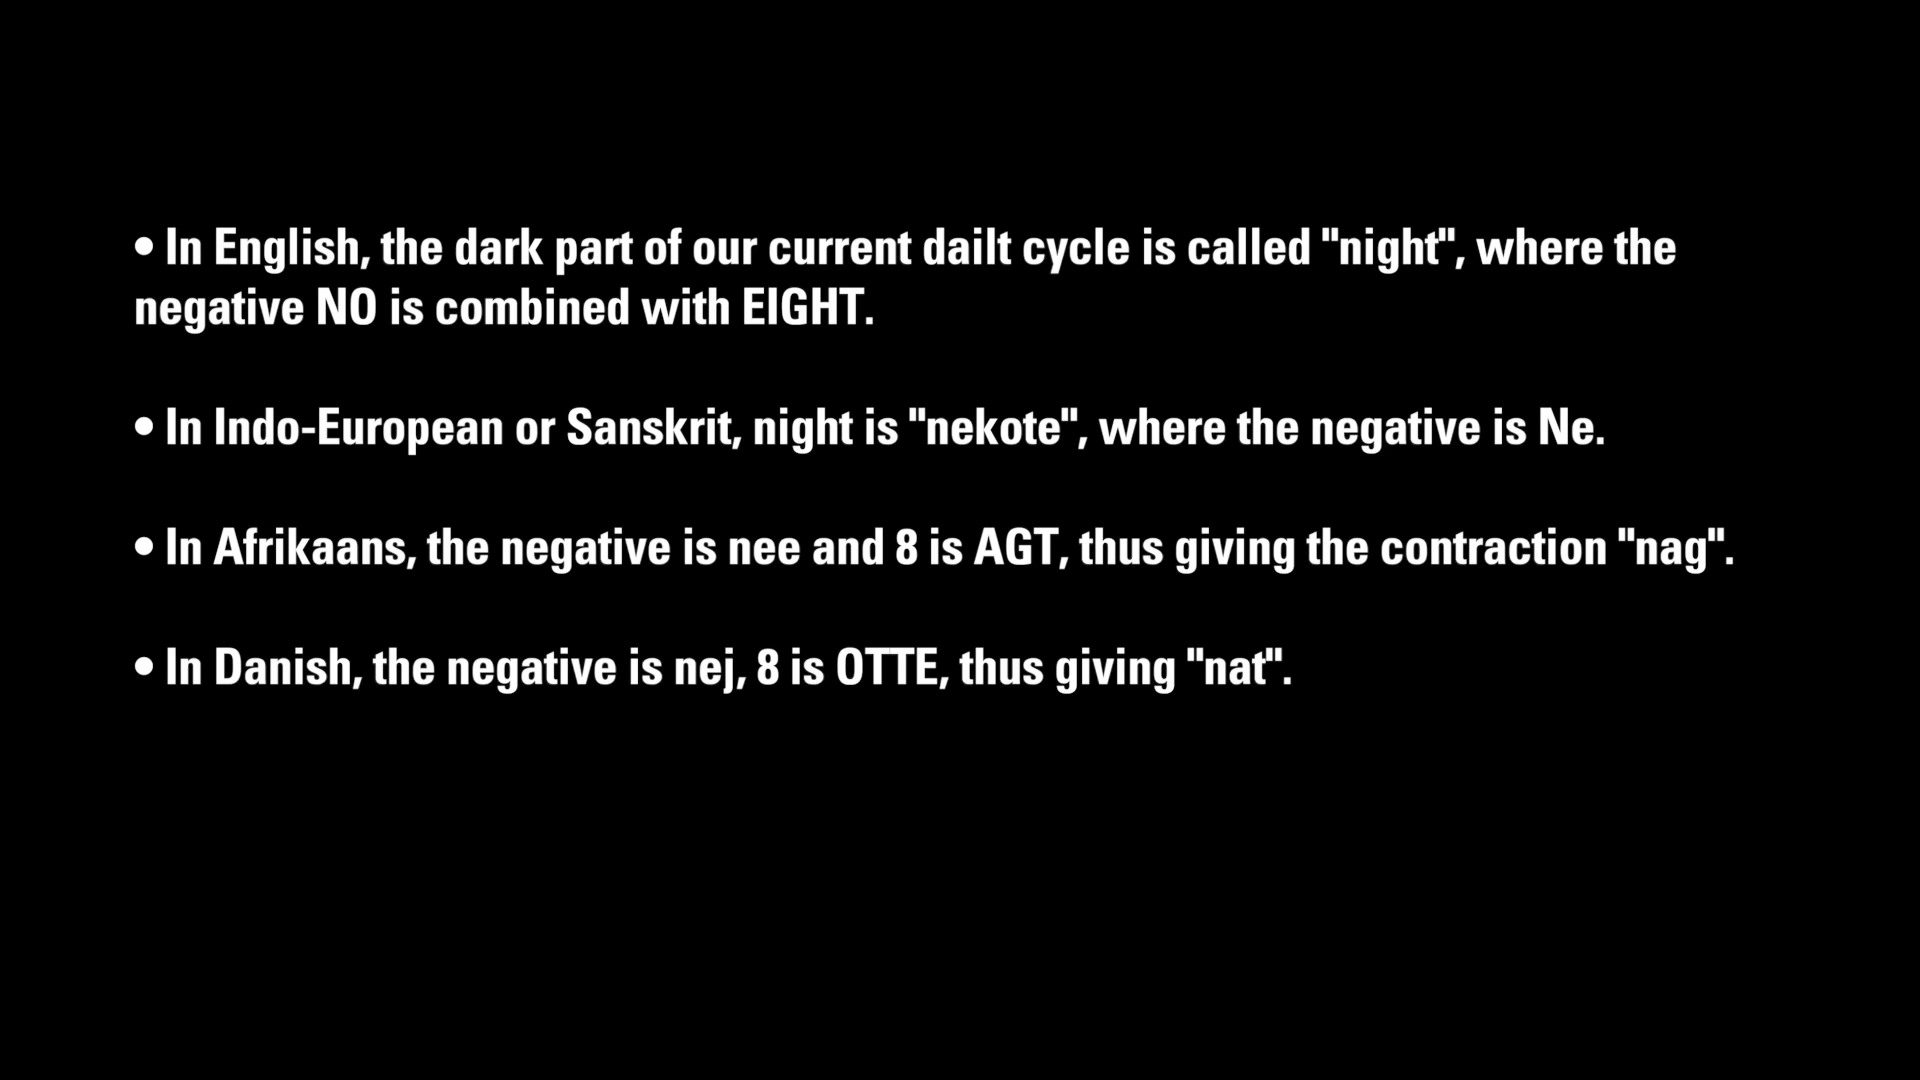 • In English, the dark part of our current dailt cycle is called "night", where the
negative NO is combined with EIGHT.
• In Indo-European or Sanskrit, night is "nekote", where the negative is Ne.
• In Afrikaans, the negative is nee and 8 is AGT, thus giving the contraction "nag".
• In Danish, the negative is nej, 8 is OTTE, thus giving "nat".